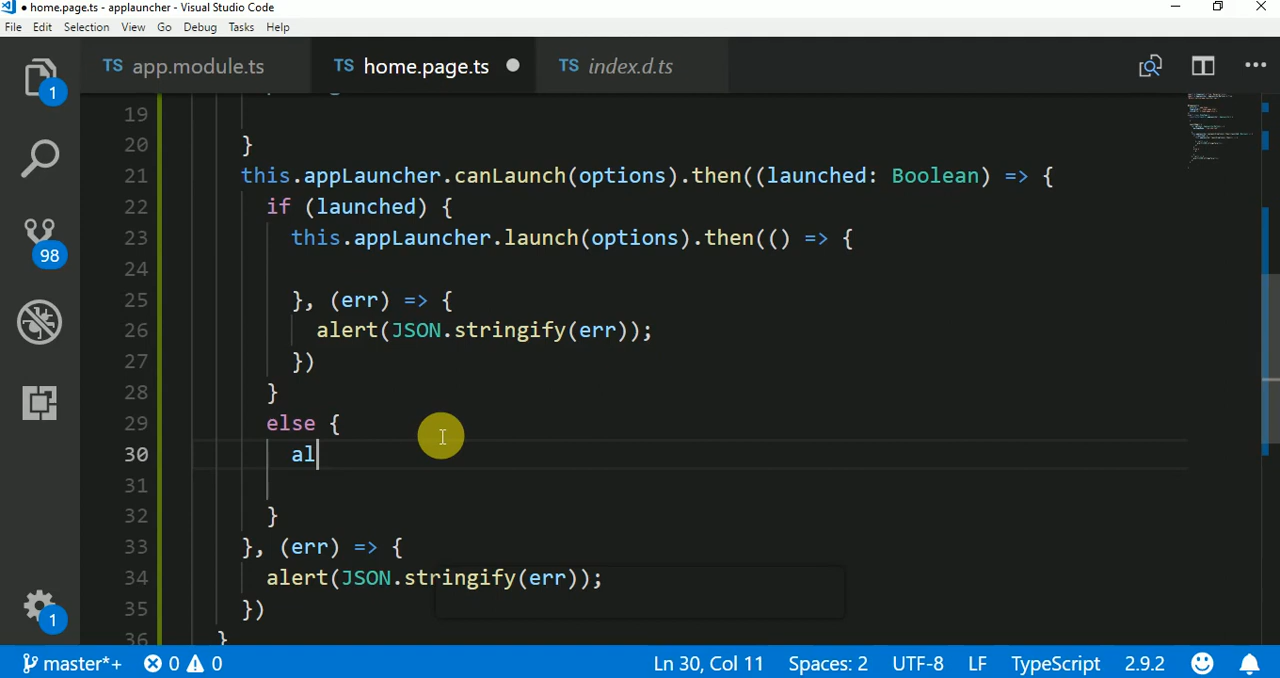 home.page.ts - applauncher - Visual Studio Code
File Edit Selection View Go Debug Tasks Help
TS app.module.ts TS home.page.ts TS index.d.ts
1
19
20 }
21 this.appLauncher.canLaunch(options).then((launched: Boolean) => {
22 if (launched) {
23 this.appLauncher.launch(options).then(() => {
24
25 }, (err) => {
26 alert(JSON.stringify(err));
27 })
28 }
29 else {
30 al
31
32 }
33 }, (err) => {
34 alert(JSON.stringify(err));
35 })
36 }
98
1
master*+ 0 0 Ln 30, Col 11 Spaces: 2 UTF-8 LF TypeScript 2.9.2